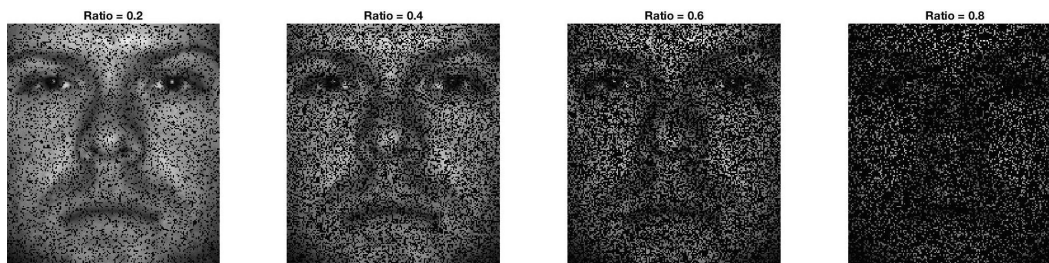 Ratio = 0.2
Ratio = 0.4
Ratio = 0.6
Ratio = 0.8